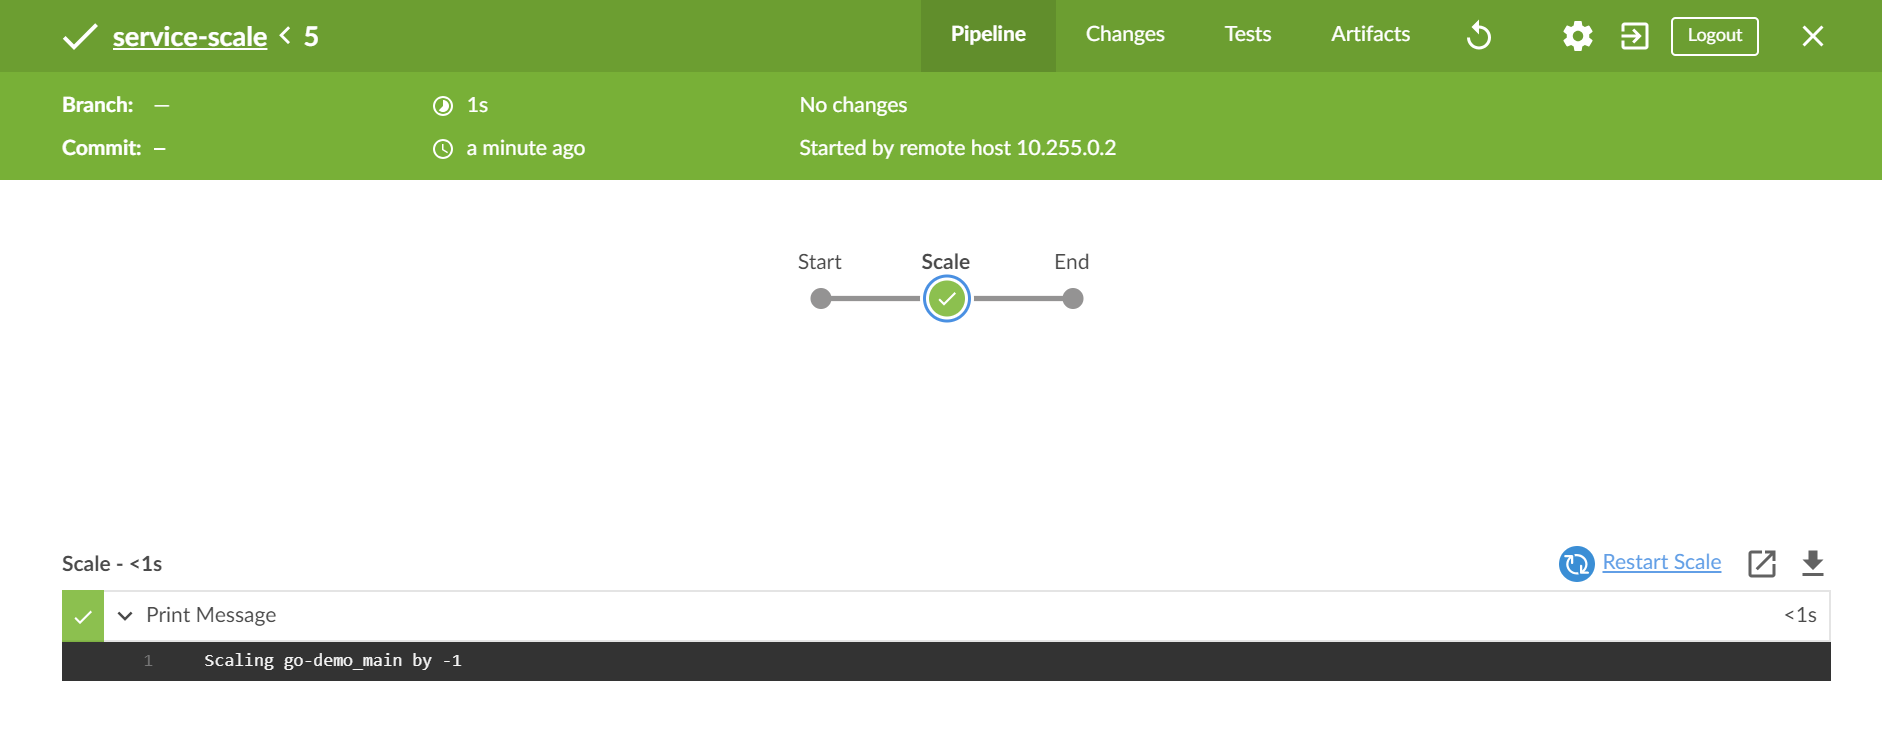 service-scale < 5
Pipeline Changes Tests Artifacts Logout
Branch: — 1s No changes
Commit: – a minute ago Started by remote host 10.255.0.2
Start Scale End
Scale - <1s Restart Scale
Print Message <1s
1 Scaling go-demo_main by -1